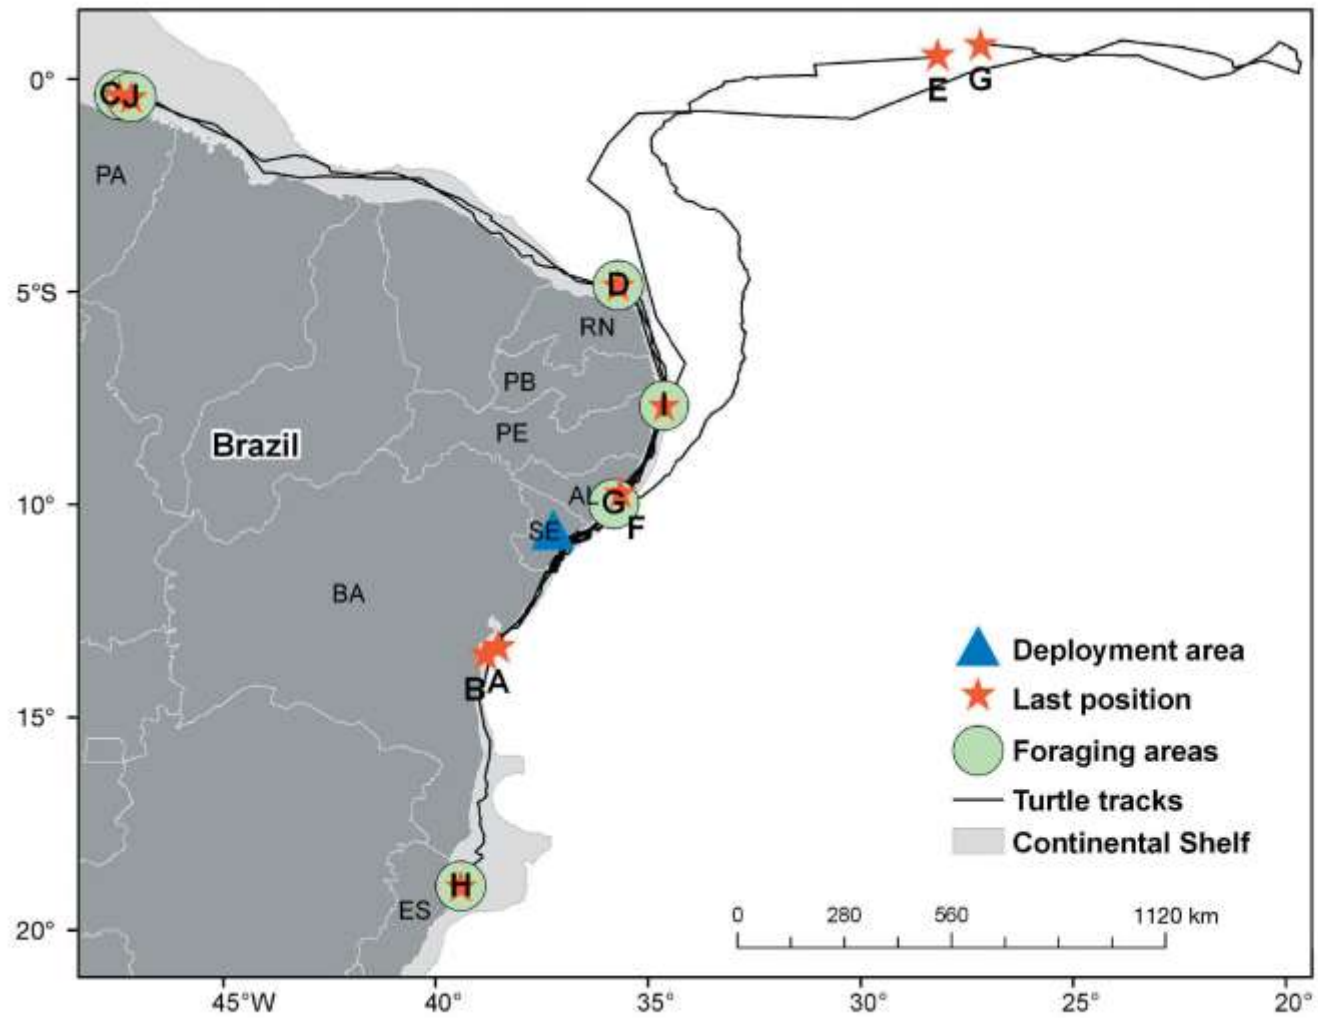 0°
E
G
C
J
PA
D
5°S
RN
PB
I
PE
Brazil
AL
G
F
10°
SE
BA
B
A
15°
H
ES
20°
Deployment area
Last position
Foraging areas
Turtle tracks
Continental Shelf
0 280 560 1120 km
45°W 40° 35° 30° 25° 20°